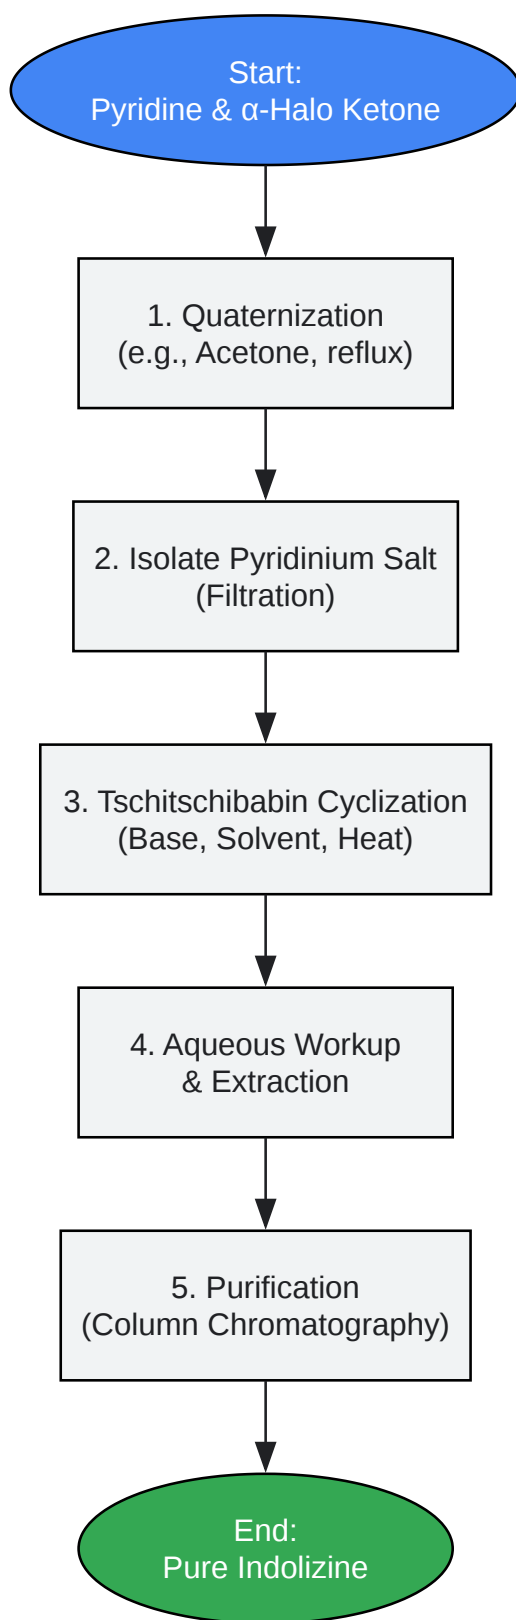 Start:
Pyridine & α-Halo Ketone
1. Quaternization
(e.g., Acetone, reflux)
2. Isolate Pyridinium Salt
(Filtration)
3. Tschitschibabin Cyclization
(Base, Solvent, Heat)
4. Aqueous Workup
& Extraction
5. Purification
(Column Chromatography)
End:
Pure Indolizine